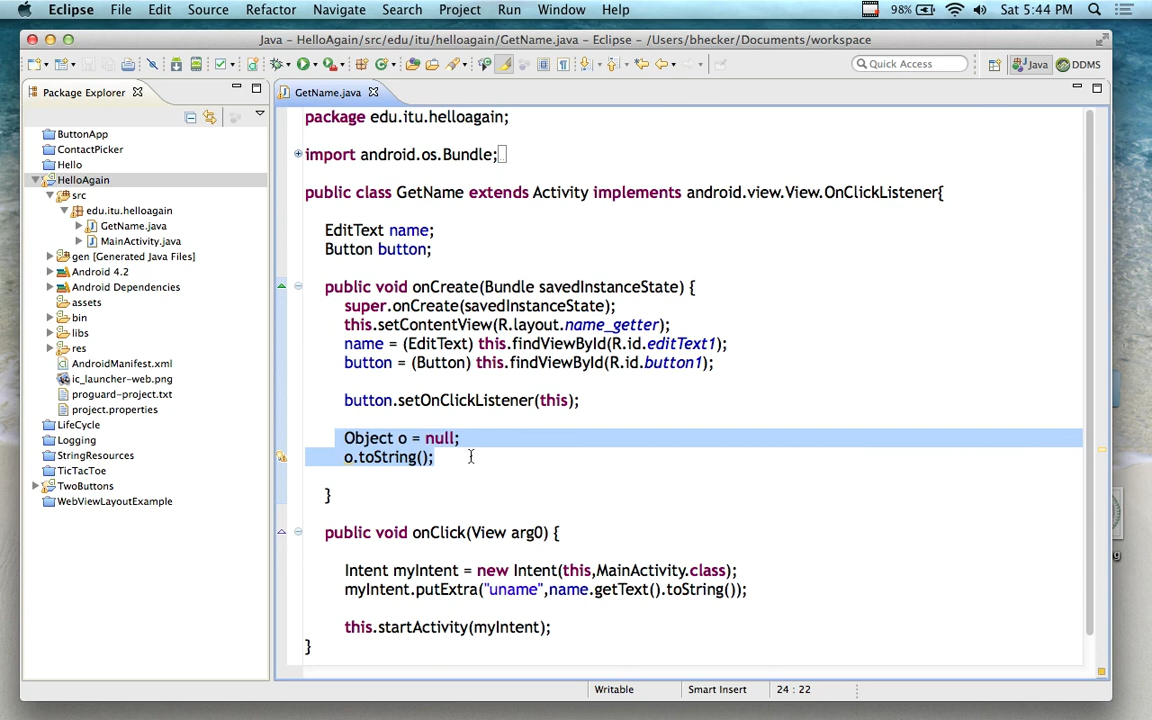 Eclipse File Edit Source Refactor Navigate Search Project Run Window Help 98% Sat 5:44 PM
Java - HelloAgain/src/edu/itu/helloagain/GetName.java - Eclipse - /Users/bhecker/Documents/workspace
Quick Access Java DDMS
Package Explorer
ButtonApp
ContactPicker
Hello
HelloAgain
src
edu.itu.helloagain
GetName.java
MainActivity.java
gen [Generated Java Files]
Android 4.2
Android Dependencies
assets
bin
libs
res
AndroidManifest.xml
ic_launcher-web.png
proguard-project.txt
project.properties
LifeCycle
Logging
StringResources
TicTacToe
TwoButtons
WebViewLayoutExample
GetName.java
package edu.itu.helloagain;
import android.os.Bundle;
public class GetName extends Activity implements android.view.View.OnClickListener{
EditText name;
Button button;
public void onCreate(Bundle savedInstanceState) {
super.onCreate(savedInstanceState);
this.setContentView(R.layout.name_getter);
name = (EditText) this.findViewById(R.id.editText1);
button = (Button) this.findViewById(R.id.button1);
button.setOnClickListener(this);
Object o = null;
o.toString();
}
public void onClick(View arg0) {
Intent myIntent = new Intent(this,MainActivity.class);
myIntent.putExtra("uname",name.getText().toString());
this.startActivity(myIntent);
}
Writable Smart Insert 24 : 22